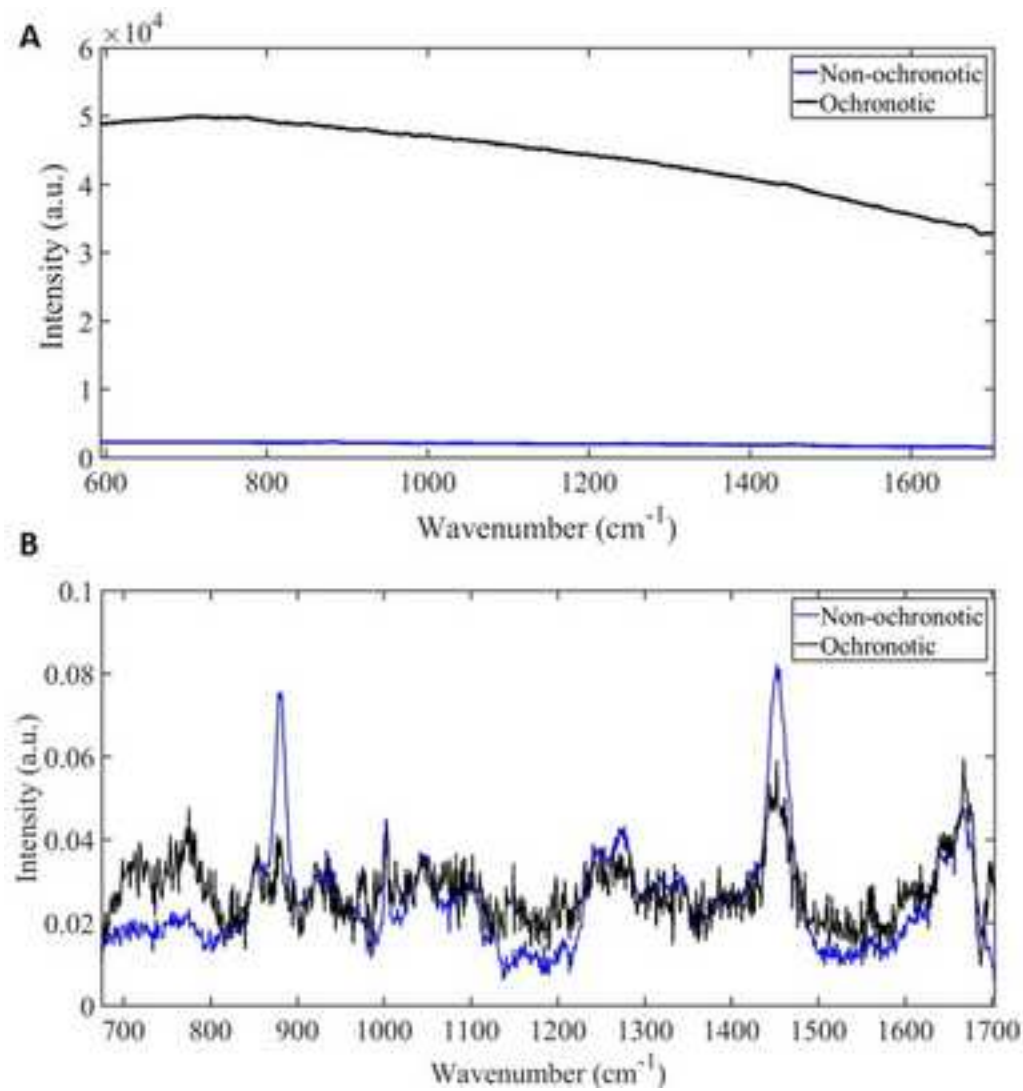 A
×10⁴
6
5
4
3
2
1
0
Intensity (a.u.)
Non-ochronotic
Ochronotic
600 800 1000 1200 1400 1600
Wavenumber (cm⁻¹)
B
0.1
0.08
0.06
0.04
0.02
0
Intensity (a.u.)
Non-ochronotic
Ochronotic
700 800 900 1000 1100 1200 1300 1400 1500 1600 1700
Wavenumber (cm⁻¹)